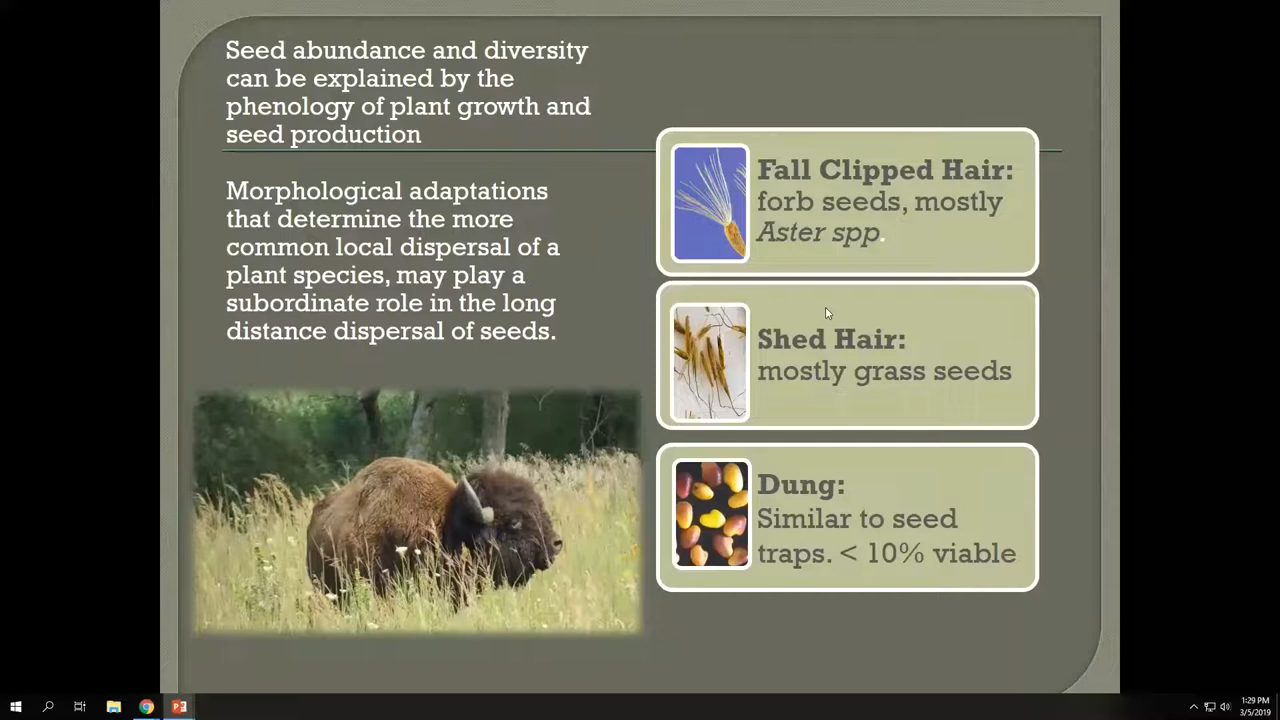 Seed abundance and diversity
can be explained by the
phenology of plant growth and
seed production
Morphological adaptations
that determine the more
common local dispersal of a
plant species, may play a
subordinate role in the long
distance dispersal of seeds.
Fall Clipped Hair:
forb seeds, mostly
Aster spp.
Shed Hair:
mostly grass seeds
Dung:
Similar to seed
traps. < 10% viable
1:29 PM
3/5/2019